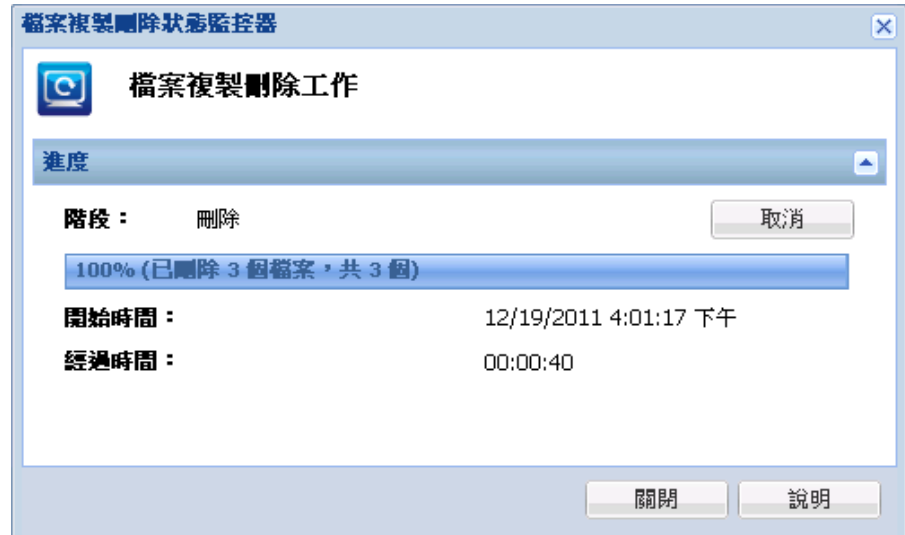 檔案複製刪除狀態監控器
檔案複製刪除工作
進度
階段： 刪除 取消
100% (已刪除 3 個檔案，共 3 個)
開始時間： 12/19/2011 4:01:17 下午
經過時間： 00:00:40
關閉 說明